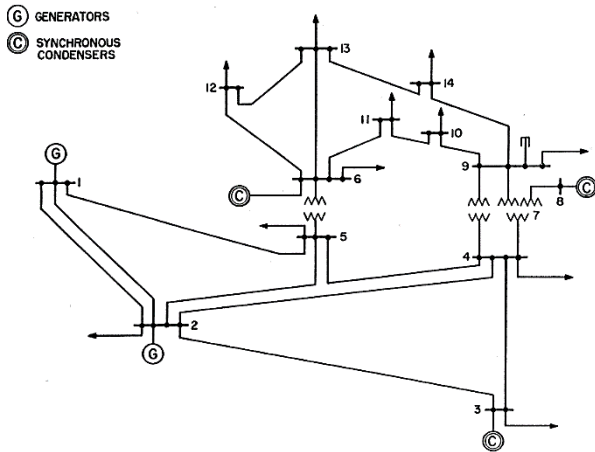 G GENERATORS
C SYNCHRONOUS
CONDENSERS
13
14
12
11
10
G
9
1
6
C
7
8
C
5
4
2
G
3
C